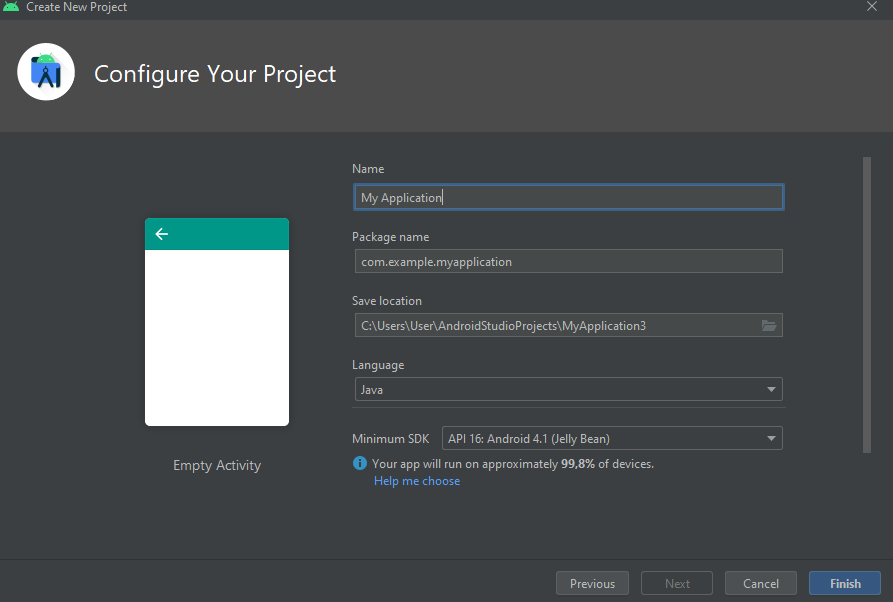 Create New Project
Configure Your Project
Name
My Application
Package name
com.example.myapplication
Save location
C:\Users\User\AndroidStudioProjects\MyApplication3
Language
Java
Minimum SDK API 16: Android 4.1 (Jelly Bean)
Your app will run on approximately 99,8% of devices.
Help me choose
Empty Activity
Previous Next Cancel Finish